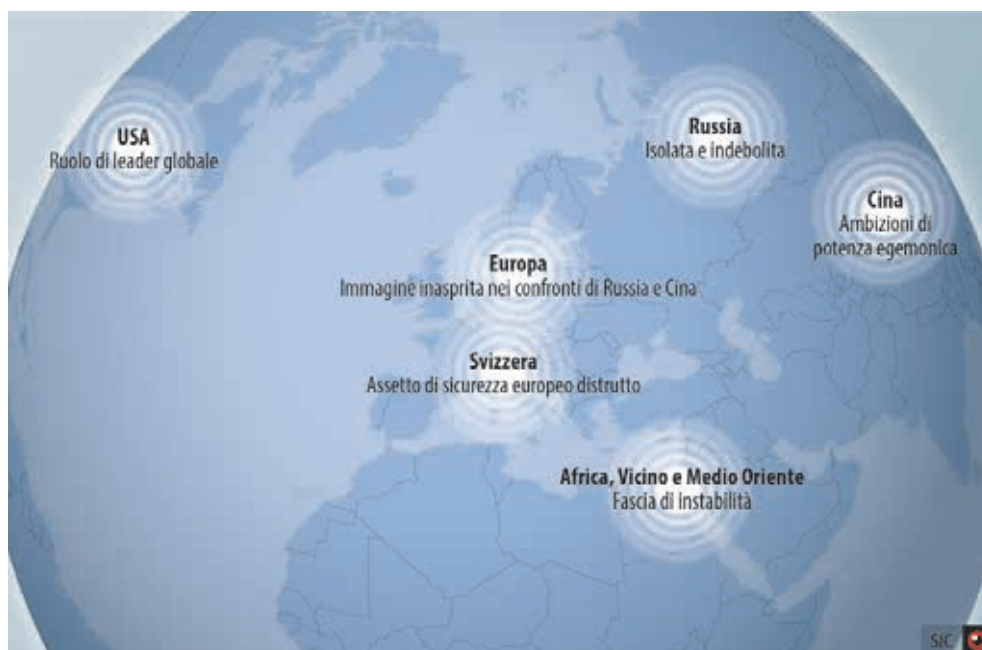 USA
Ruolo di leader globale
Russia
Isolata e indebolita
Cina
Ambizioni di
potenza egemonica
Europa
Immagine inasprita nei confronti di Russia e Cina
Svizzera
Assetto di sicurezza europeo distrutto
Africa, Vicino e Medio Oriente
Fascia di instabilità
SIC